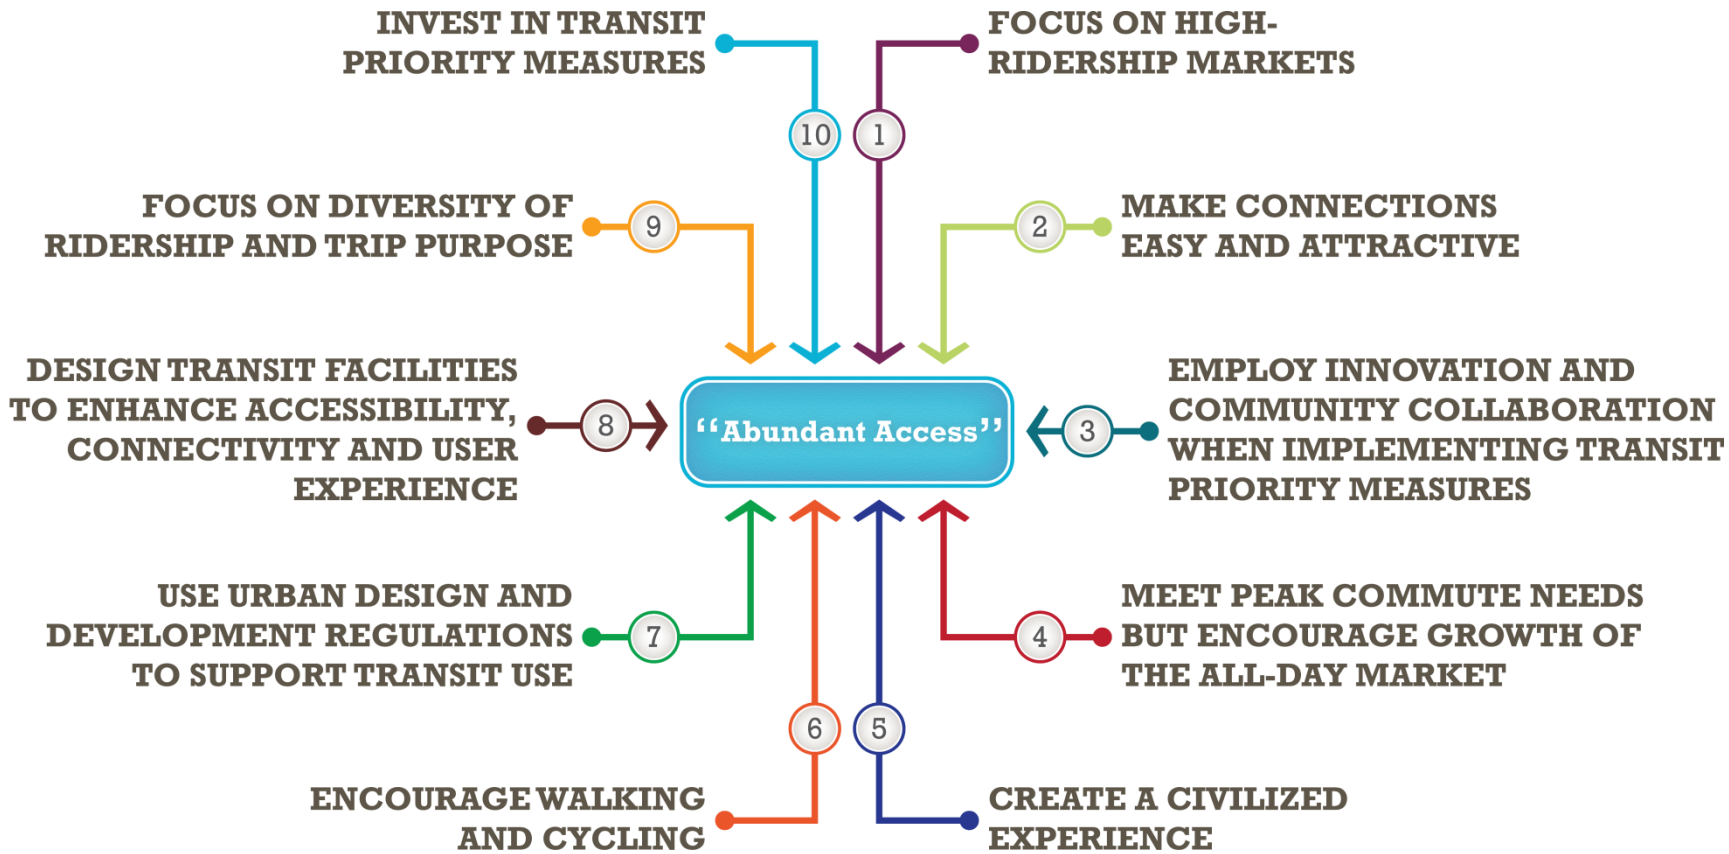 INVEST IN TRANSIT
PRIORITY MEASURES
10
FOCUS ON HIGH-
RIDERSHIP MARKETS
1
FOCUS ON DIVERSITY OF
RIDERSHIP AND TRIP PURPOSE
9
MAKE CONNECTIONS
EASY AND ATTRACTIVE
2
DESIGN TRANSIT FACILITIES
TO ENHANCE ACCESSIBILITY,
CONNECTIVITY AND USER
EXPERIENCE
8
“Abundant Access”
3
EMPLOY INNOVATION AND
COMMUNITY COLLABORATION
WHEN IMPLEMENTING TRANSIT
PRIORITY MEASURES
USE URBAN DESIGN AND
DEVELOPMENT REGULATIONS
TO SUPPORT TRANSIT USE
7
4
MEET PEAK COMMUTE NEEDS
BUT ENCOURAGE GROWTH OF
THE ALL-DAY MARKET
6
ENCOURAGE WALKING
AND CYCLING
5
CREATE A CIVILIZED
EXPERIENCE